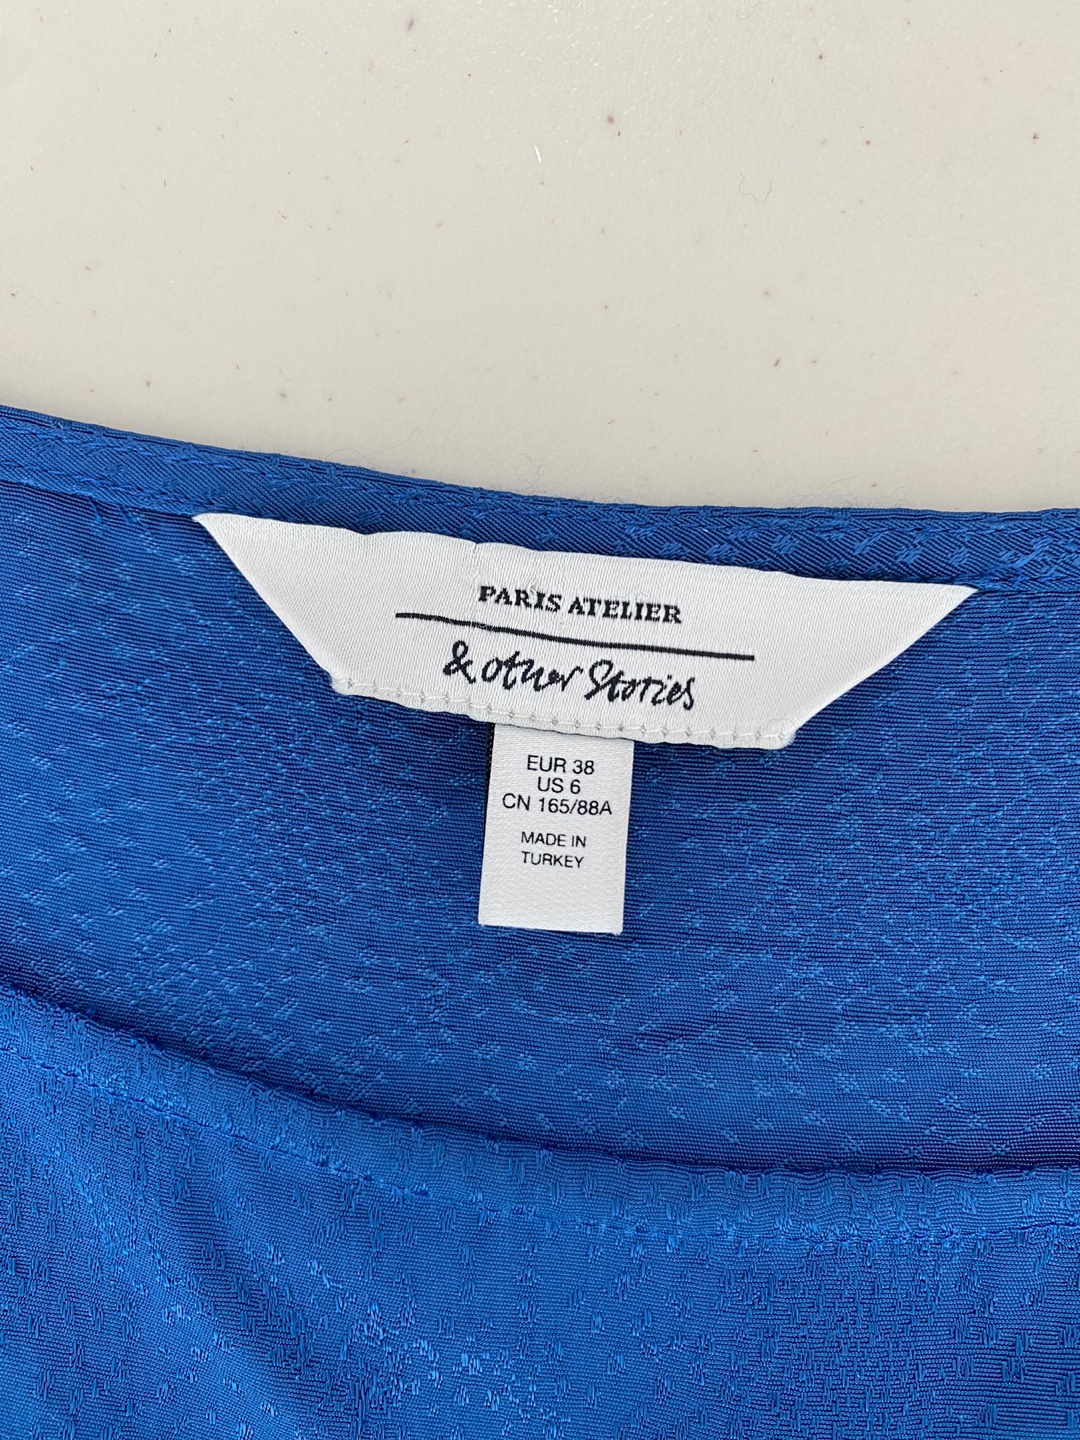 PARIS ATELIER
& other Stories
EUR 38
US 6
CN 165/88A
MADE IN
TURKEY